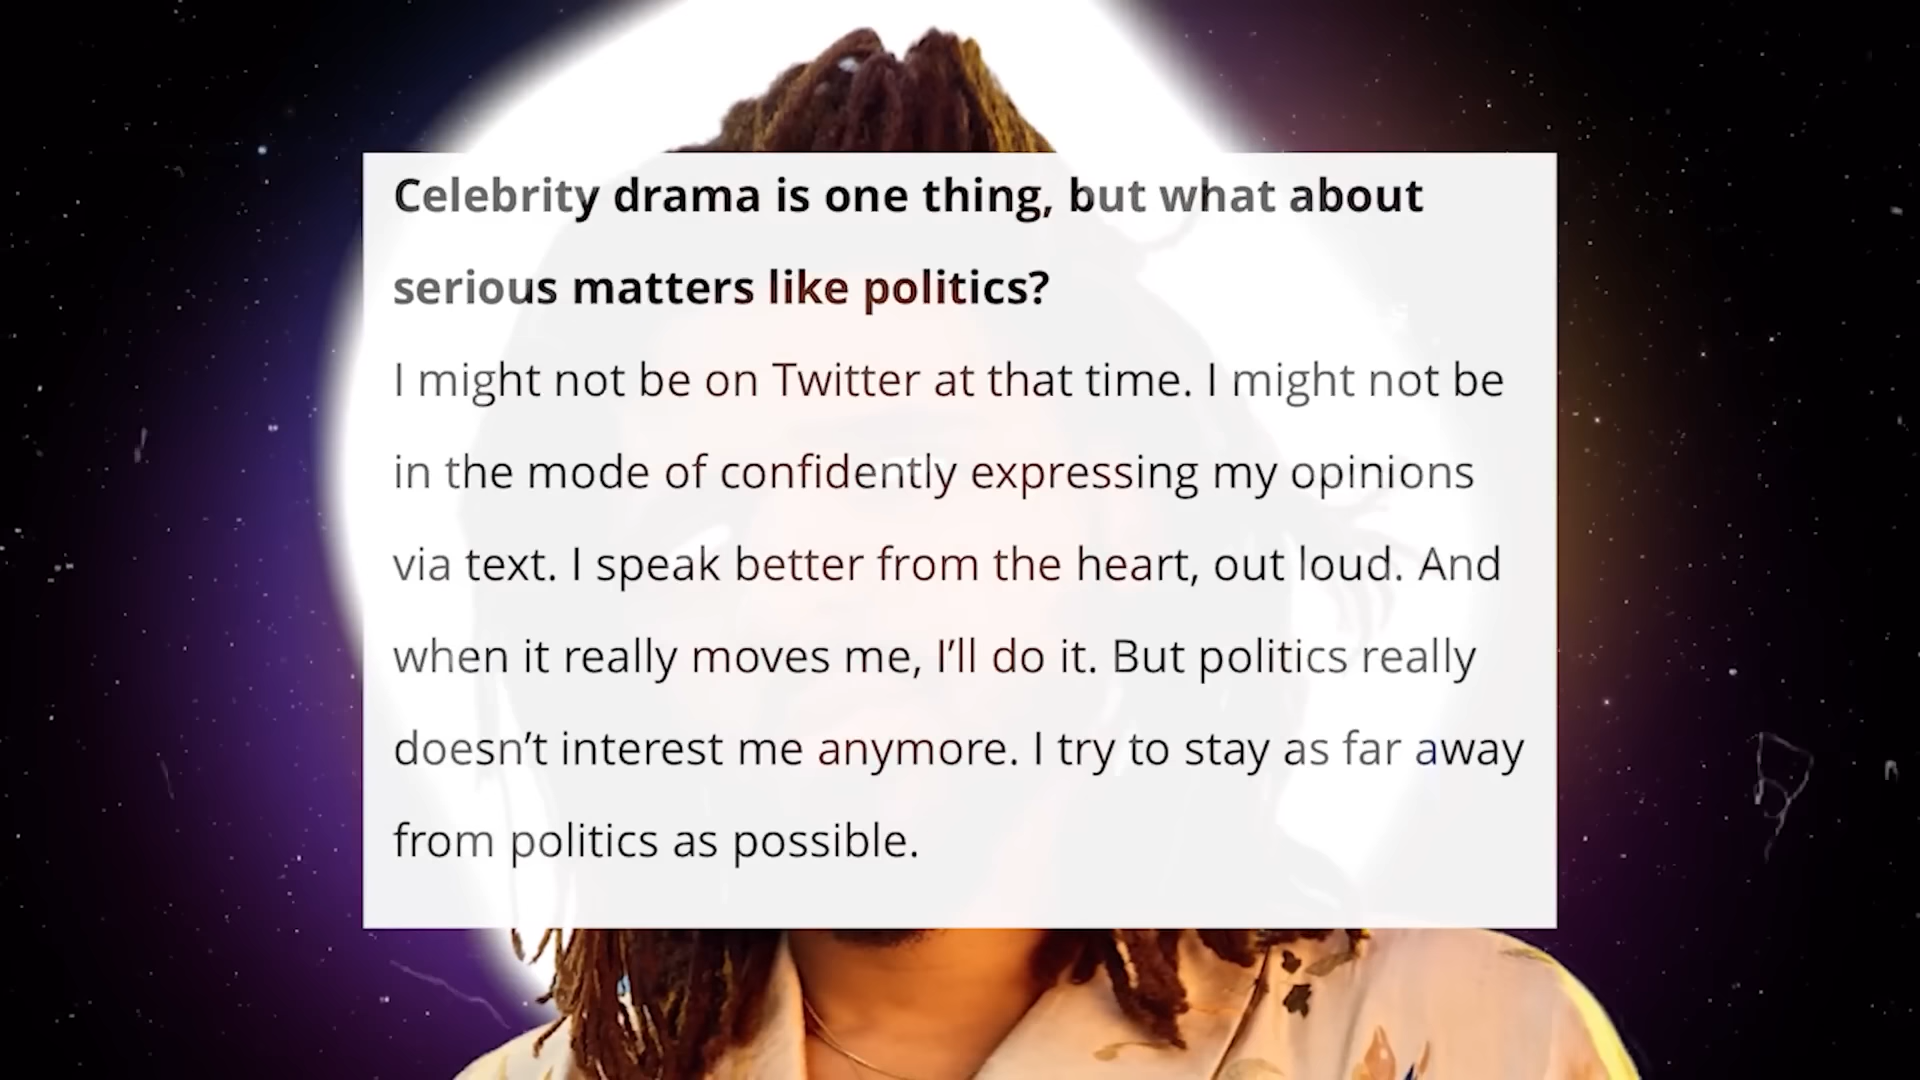 Celebrity drama is one thing, but what about
serious matters like politics?
I might not be on Twitter at that time. I might not be
in the mode of confidently expressing my opinions
via text. I speak better from the heart, out loud. And
when it really moves me, I’ll do it. But politics really
doesn’t interest me anymore. I try to stay as far away
from politics as possible.